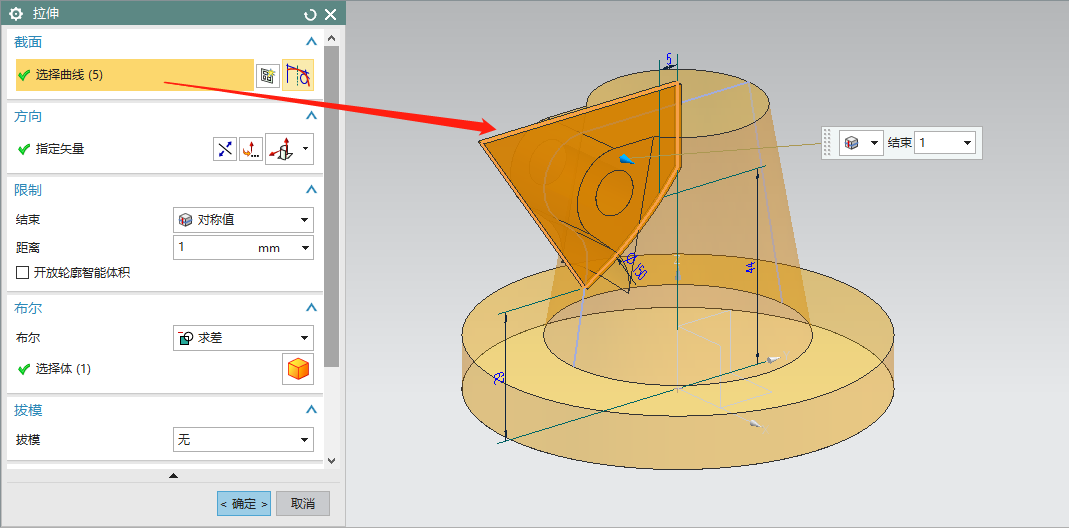 拉伸
截面
选择曲线 (5)
方向
指定矢量
限制
结束
对称值
距离
1
mm
开放轮廓智能体积
布尔
布尔
求差
选择体 (1)
拔模
拔模
无
< 确定 >
取消
结束
1
5
44